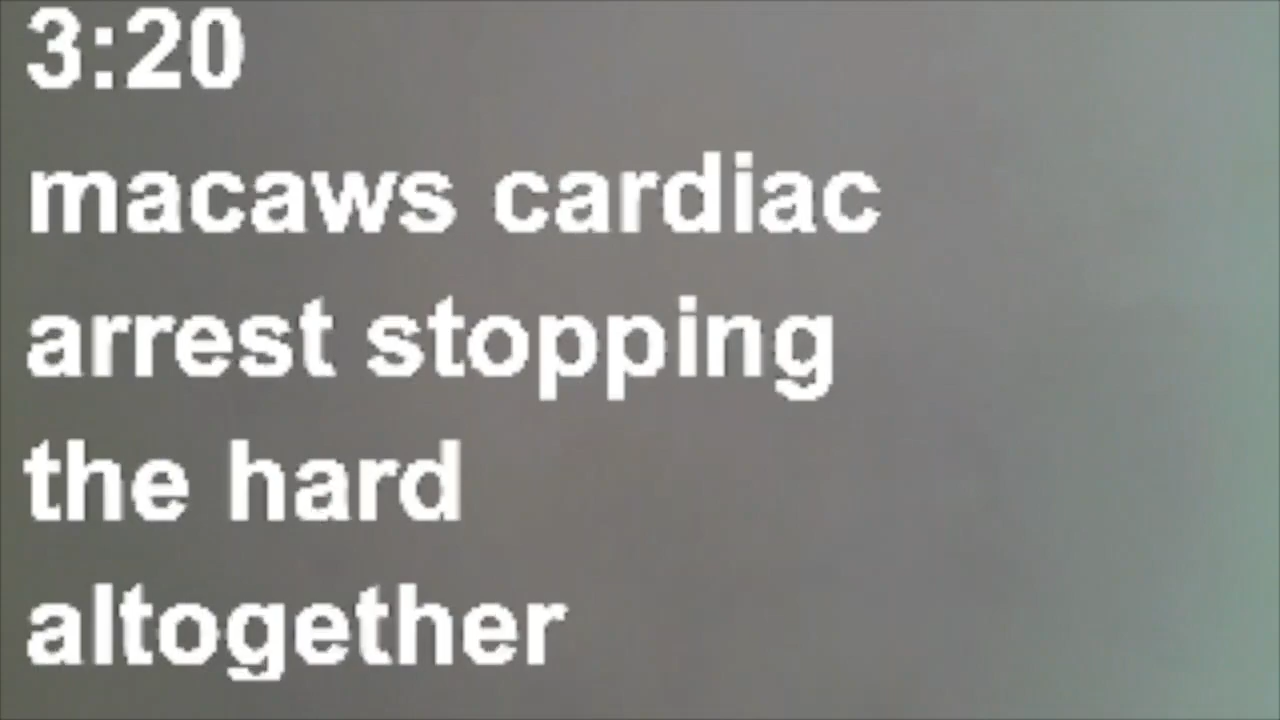 3:20
macaws cardiac
arrest stopping
the hard
altogether